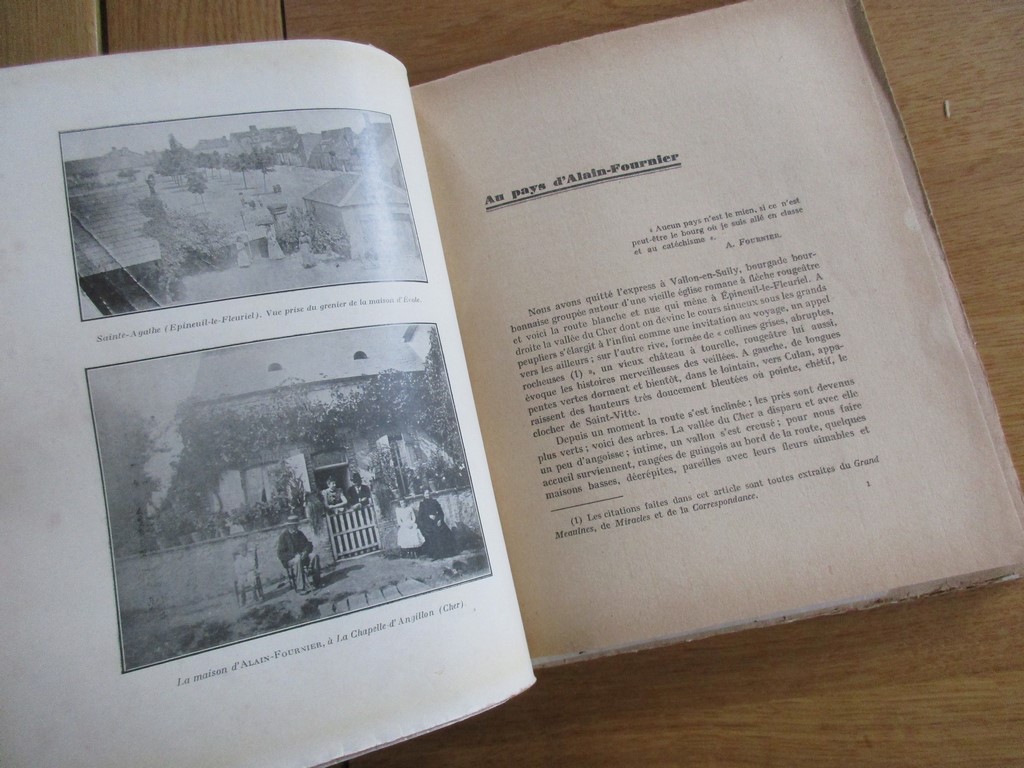 Sainte-Agathe (Epineuil-le-Fleuriel). Vue prise du grenier de la maison d'école.
La maison d'ALAIN-FOURNIER, à La Chapelle-d'Angillon (Cher).
Au pays d'Alain-Fournier
« Aucun pays n'est le mien, si ce n'est
peut-être le bourg où je suis allé en classe
et au catéchisme ».
A. FOURNIER.
Nous avons quitté l'express à Vallon-en-Sully, bourgade bour-
bonnaise groupée autour d'une vieille église romane à flèche rougeâtre
et voici la route blanche et nue qui mène à Epineuil-le-Fleuriel. A
droite la vallée du Cher dont on devine le cours sinueux sous les grands
peupliers s'élargit à l'infini comme une invitation au voyage, un appel
vers les ailleurs ; sur l'autre rive, formée de « collines grises, abruptes,
rocheuses (1) », un vieux château à tourelle, rougeâtre lui aussi,
évoque les histoires merveilleuses des veillées. A gauche, de longues
pentes vertes dorment et bientôt, dans le lointain, vers Culan, appa-
raissent des hauteurs très doucement bleutées où pointe, chétif, le
clocher de Saint-Vitte.
Depuis un moment la route s'est inclinée ; les prés sont devenus
plus verts ; voici des arbres. La vallée du Cher a disparu et avec elle
un peu d'angoisse ; intime, un vallon s'est creusé ; pour nous faire
accueil surviennent, rangées de guingois au bord de la route, quelques
maisons basses, décrépites, pareilles avec leurs fleurs aimables et
(1) Les citations faites dans cet article sont toutes extraites du Grand
Meaulnes, de Miracles et de la Correspondance.
1